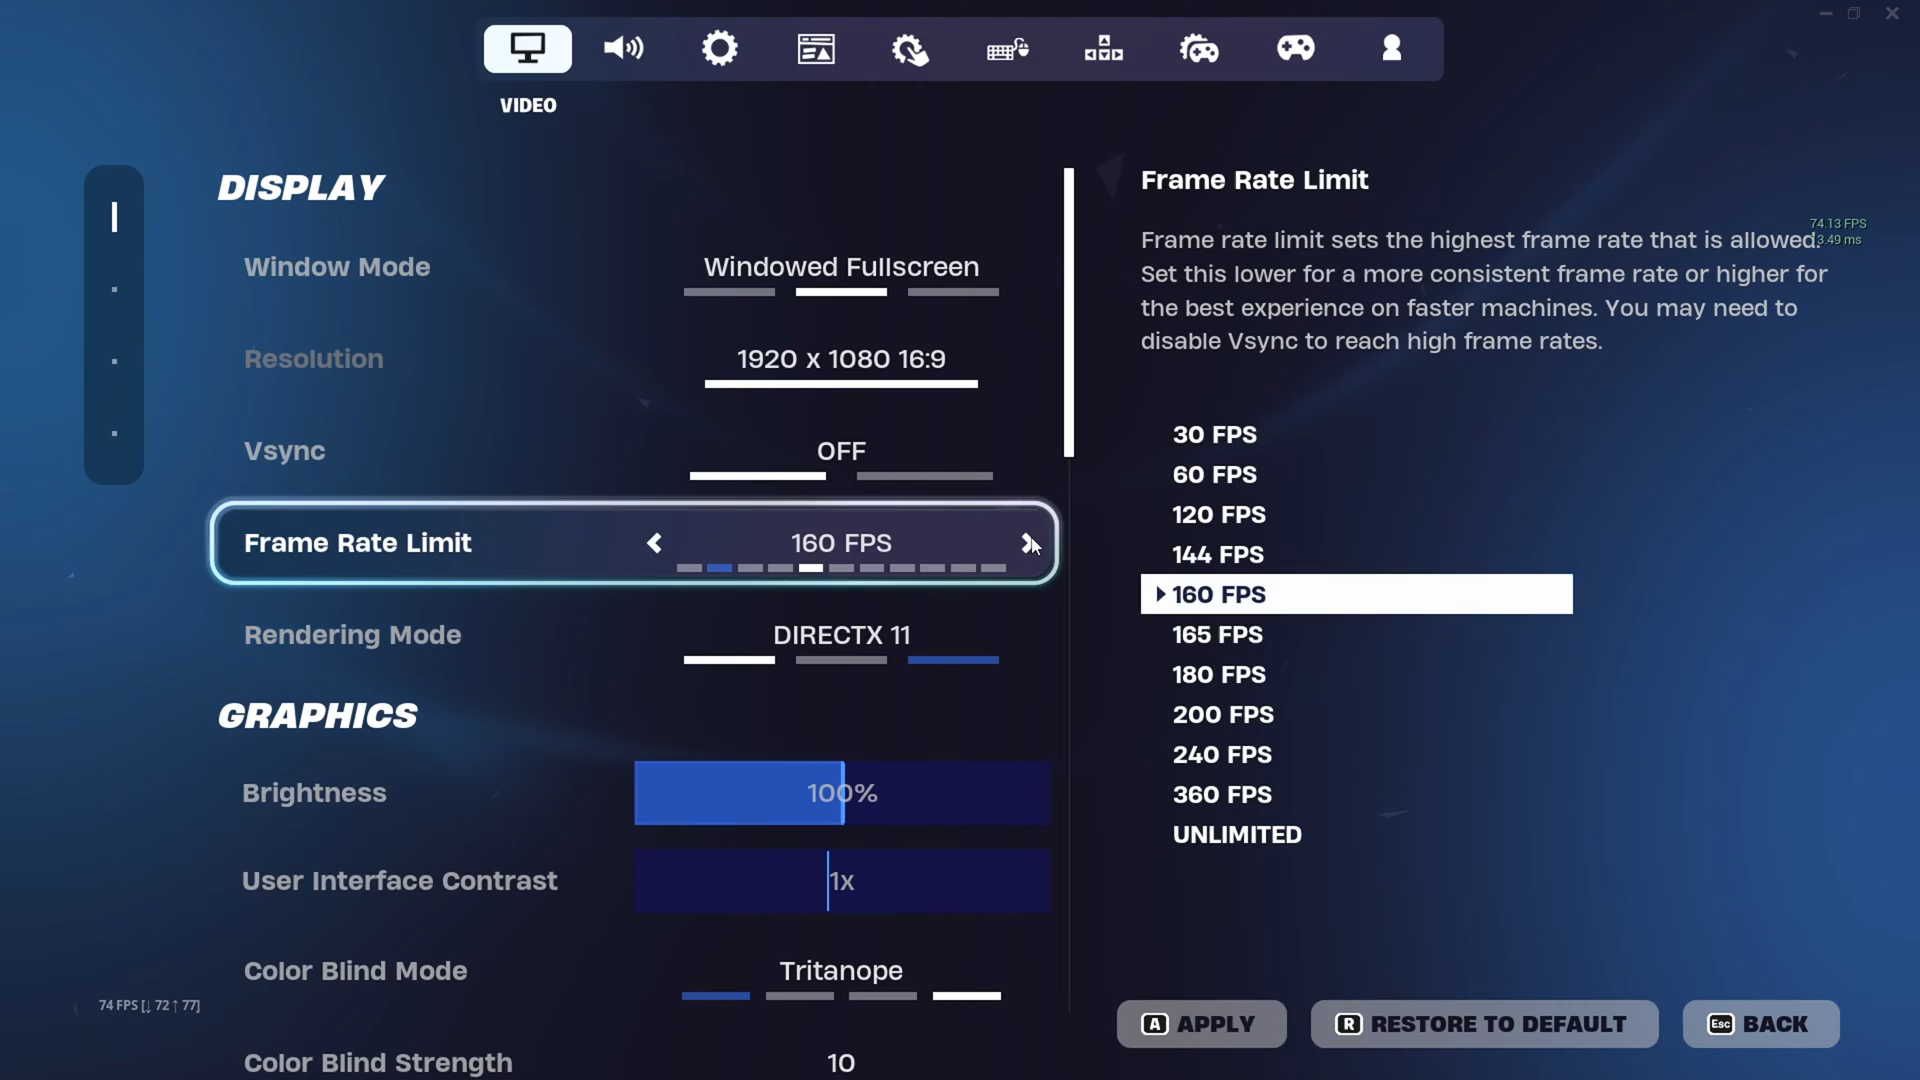 VIDEO
DISPLAY
Window Mode
Windowed Fullscreen
Resolution
1920 x 1080 16:9
Vsync
OFF
Frame Rate Limit
160 FPS
Rendering Mode
DIRECTX 11
GRAPHICS
Brightness
100%
User Interface Contrast
1x
Color Blind Mode
Tritanope
Color Blind Strength
10
74 FPS [↓ 72 ↑ 77]
Frame Rate Limit
74.13 FPS
3.49 ms
Frame rate limit sets the highest frame rate that is allowed.
Set this lower for a more consistent frame rate or higher for
the best experience on faster machines. You may need to
disable Vsync to reach high frame rates.
30 FPS
60 FPS
120 FPS
144 FPS
160 FPS
165 FPS
180 FPS
200 FPS
240 FPS
360 FPS
UNLIMITED
A APPLY
R RESTORE TO DEFAULT
Esc BACK